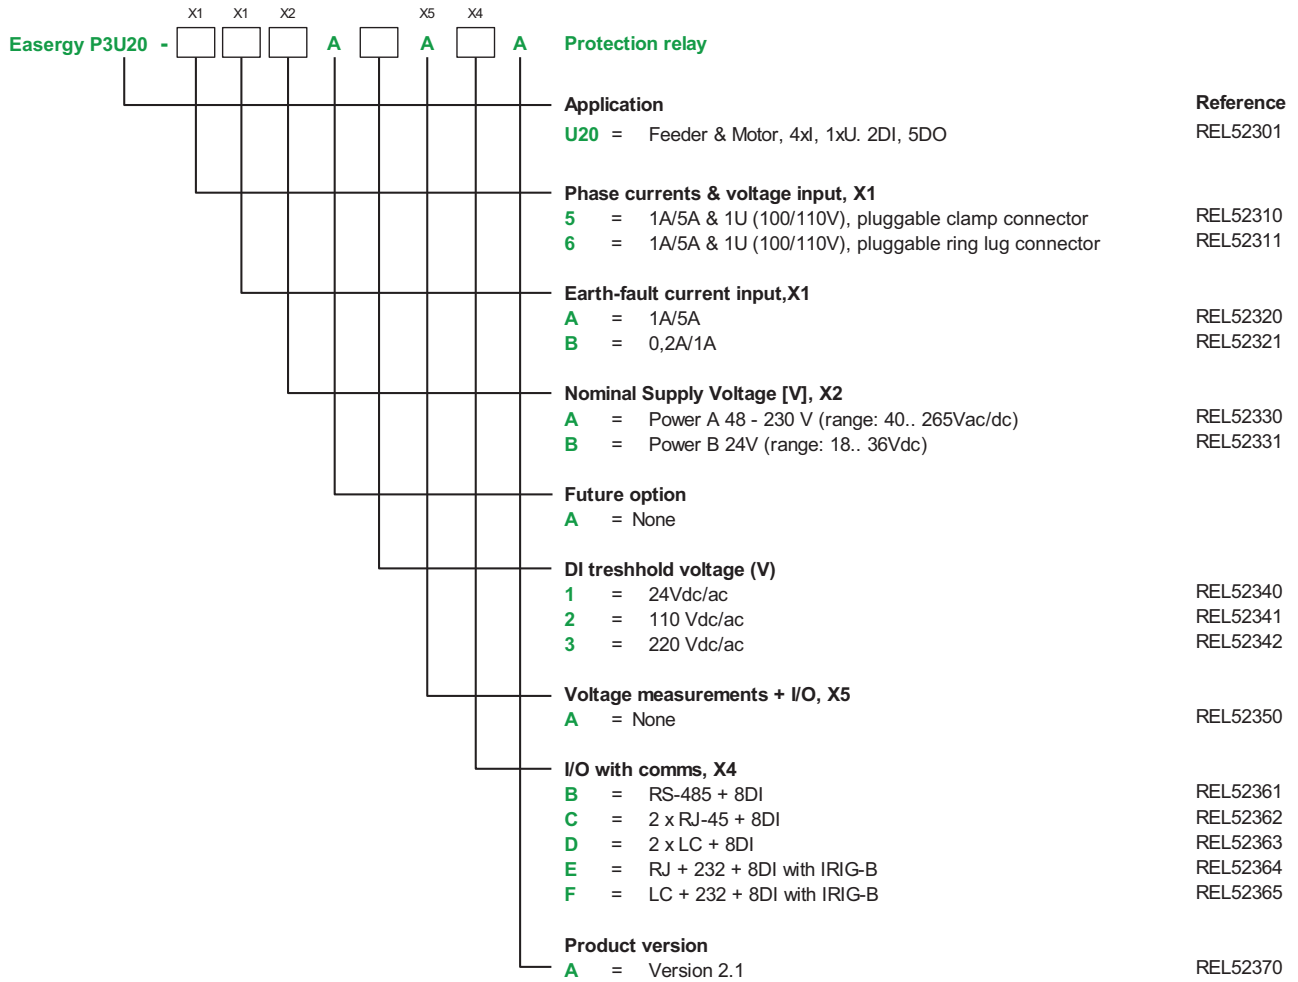 X1 X1 X2 X5 X4
Easergy P3U20 - A A A Protection relay
Application Reference
U20 = Feeder & Motor, 4xI, 1xU. 2DI, 5DO REL52301
Phase currents & voltage input, X1
5 = 1A/5A & 1U (100/110V), pluggable clamp connector REL52310
6 = 1A/5A & 1U (100/110V), pluggable ring lug connector REL52311
Earth-fault current input,X1
A = 1A/5A REL52320
B = 0,2A/1A REL52321
Nominal Supply Voltage [V], X2
A = Power A 48 - 230 V (range: 40.. 265Vac/dc) REL52330
B = Power B 24V (range: 18.. 36Vdc) REL52331
Future option
A = None
DI treshhold voltage (V)
1 = 24Vdc/ac REL52340
2 = 110 Vdc/ac REL52341
3 = 220 Vdc/ac REL52342
Voltage measurements + I/O, X5
A = None REL52350
I/O with comms, X4
B = RS-485 + 8DI REL52361
C = 2 x RJ-45 + 8DI REL52362
D = 2 x LC + 8DI REL52363
E = RJ + 232 + 8DI with IRIG-B REL52364
F = LC + 232 + 8DI with IRIG-B REL52365
Product version
A = Version 2.1 REL52370